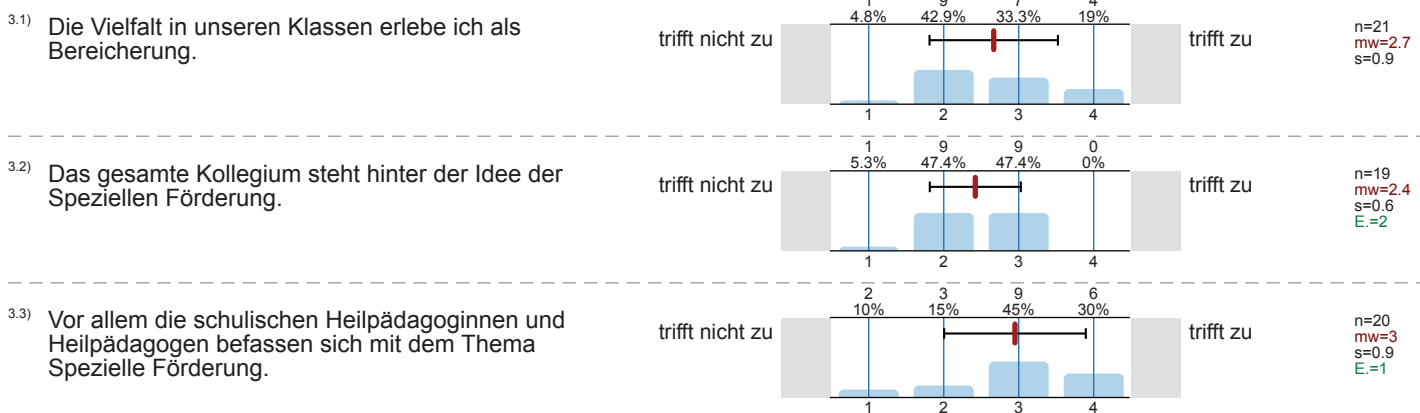 1 9 7 4
4.8% 42.9% 33.3% 19%
3.1) Die Vielfalt in unseren Klassen erlebe ich als
Bereicherung.
trifft nicht zu
trifft zu
n=21
mw=2.7
s=0.9
1 2 3 4
1 9 9 0
5.3% 47.4% 47.4% 0%
3.2) Das gesamte Kollegium steht hinter der Idee der
Speziellen Förderung.
trifft nicht zu
trifft zu
n=19
mw=2.4
s=0.6
E.=2
1 2 3 4
2 3 9 6
10% 15% 45% 30%
3.3) Vor allem die schulischen Heilpädagoginnen und
Heilpädagogen befassen sich mit dem Thema
Spezielle Förderung.
trifft nicht zu
trifft zu
n=20
mw=3
s=0.9
E.=1
1 2 3 4